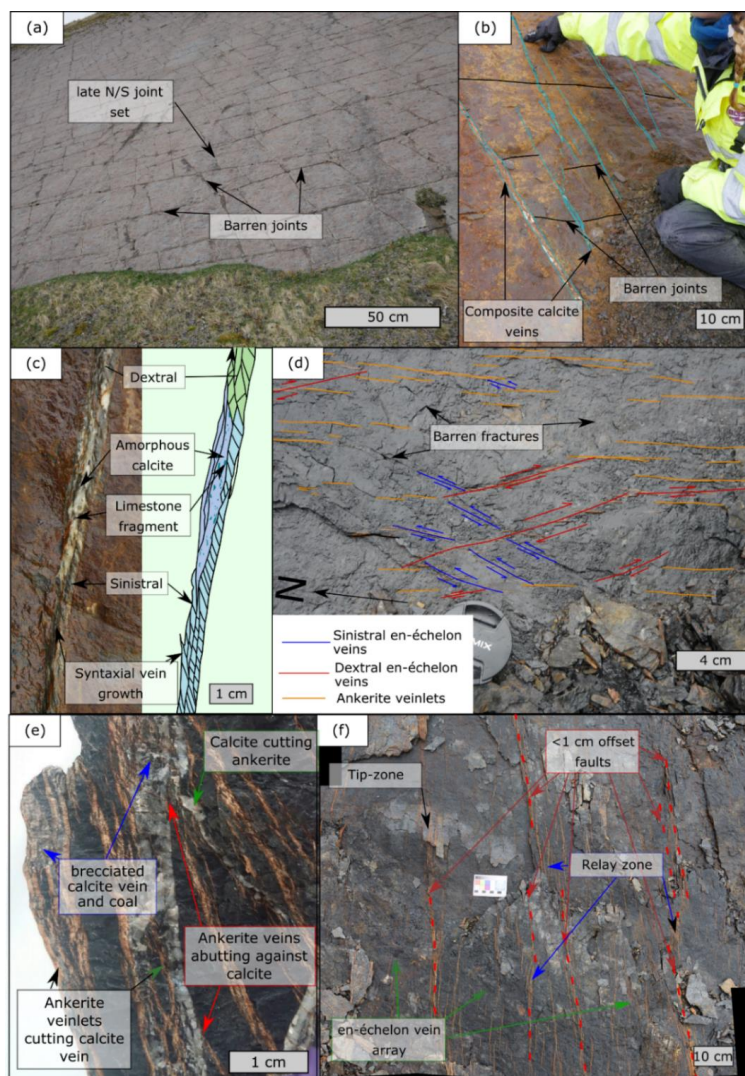 (a)
late N/S joint
set
Barren joints
50 cm
(b)
Composite calcite
veins
Barren joints
10 cm
(c)
Dextral
Amorphous
calcite
Limestone
fragment
Sinistral
Syntaxial vein
growth
1 cm
(d)
Barren fractures
N
MIX
Sinistral en-échelon
veins
Dextral en-échelon
veins
Ankerite veinlets
4 cm
(e)
Calcite cutting
ankerite
brecciated
calcite vein
and coal
Ankerite veins
abutting against
calcite
Ankerite
veinlets
cutting calcite
vein
1 cm
(f)
<1 cm offset
faults
Tip-zone
Relay zone
en-échelon vein
array
10 cm